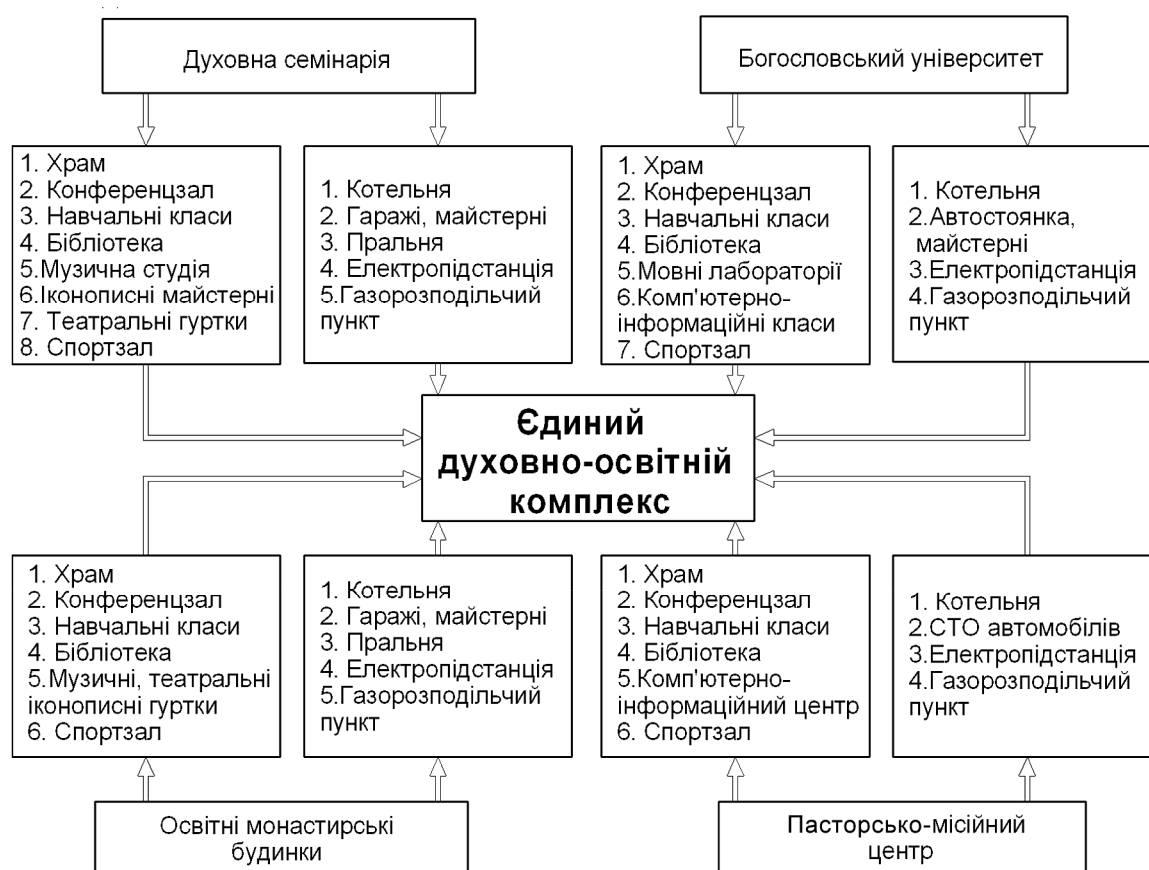 Духовна семінарія
Богословський університет
1. Храм
2. Конференцзал
3. Навчальні класи
4. Бібліотека
5.Музична студія
6.Іконописні майстерні
7. Театральні гуртки
8. Спортзал
1. Котельня
2. Гаражі, майстерні
3. Пральня
4. Електропідстанція
5.Газорозподільчий
пункт
1. Храм
2. Конференцзал
3. Навчальні класи
4. Бібліотека
5.Мовні лабораторії
6.Комп'ютерно-
інформаційні класи
7. Спортзал
1. Котельня
2.Автостоянка,
майстерні
3.Електропідстанція
4.Газорозподільчий
пункт
Єдиний
духовно-освітній
комплекс
1. Храм
2. Конференцзал
3. Навчальні класи
4. Бібліотека
5.Музичні, театральні
іконописні гуртки
6. Спортзал
1. Котельня
2. Гаражі, майстерні
3. Пральня
4. Електропідстанція
5.Газорозподільчий
пункт
1. Храм
2. Конференцзал
3. Навчальні класи
4. Бібліотека
5.Комп'ютерно-
інформаційний центр
6. Спортзал
1. Котельня
2.СТО автомобілів
3.Електропідстанція
4.Газорозподільчий
пункт
Освітні монастирські
будинки
Пасторсько-місійний
центр